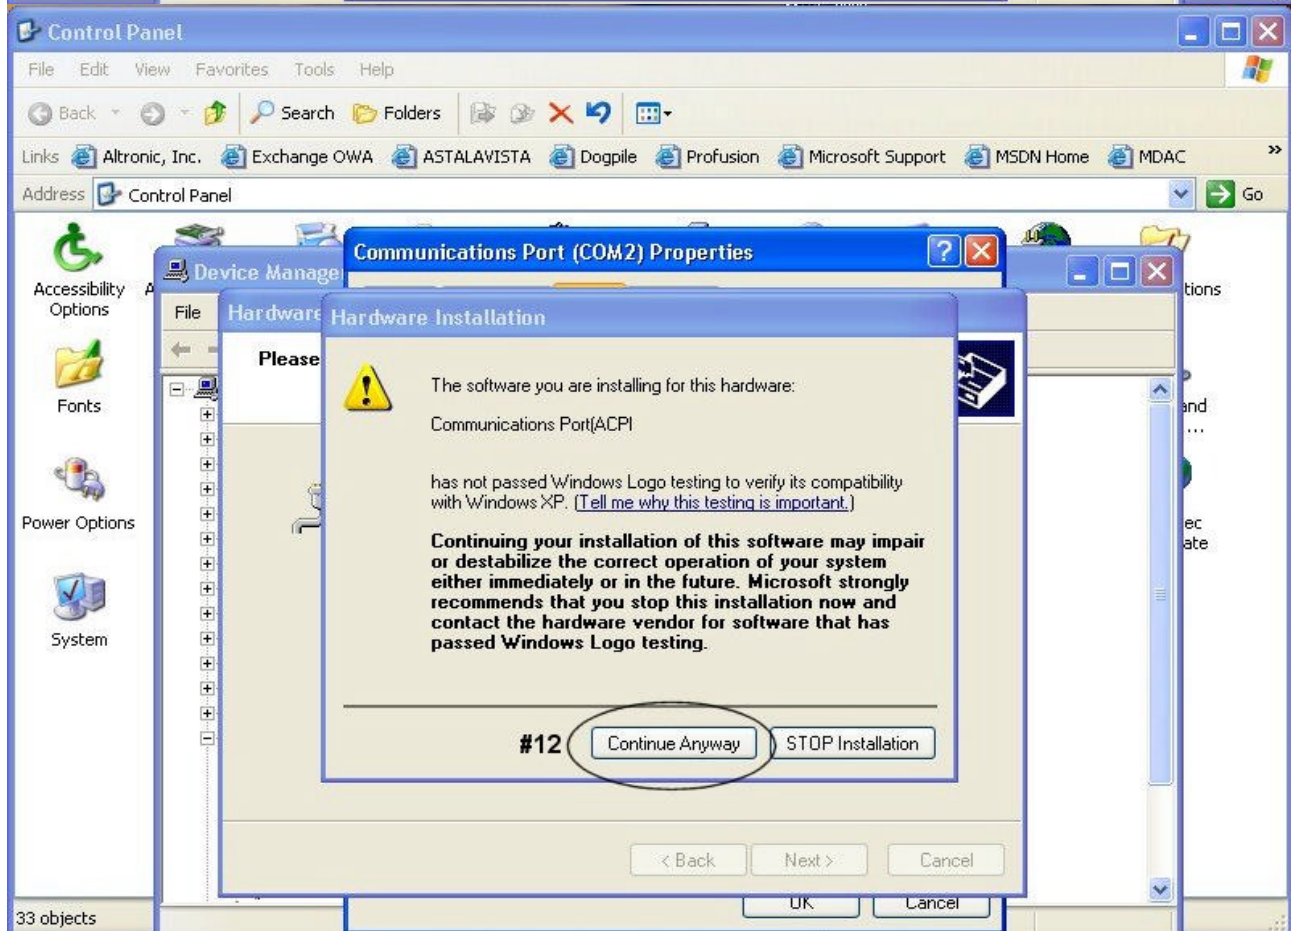 Control Panel
File Edit View Favorites Tools Help
Back Search Folders
Links Altronic, Inc. Exchange OWA ASTALAVISTA Dogpile Profusion Microsoft Support MSDN Home MDAC »
Address Control Panel Go
Communications Port (COM2) Properties
Accessibility
Options
Device Manage
tions
File
Hardware
Hardware Installation
Please
The software you are installing for this hardware:
Communications Port(ACPI
Fonts
and
...
has not passed Windows Logo testing to verify its compatibility
with Windows XP. (Tell me why this testing is important.)
Power Options
ec
ate
Continuing your installation of this software may impair
or destabilize the correct operation of your system
either immediately or in the future. Microsoft strongly
recommends that you stop this installation now and
contact the hardware vendor for software that has
passed Windows Logo testing.
System
#12 Continue Anyway STOP Installation
< Back Next > Cancel
OK Cancel
33 objects